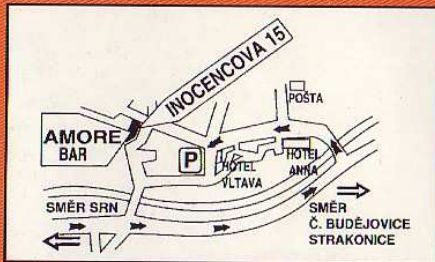 INOCENCOVA 15
POŠTA
AMORE
BAR
P
HOTEL
VLTAVA
HOTEL
ANNA
SMĚR SRN
SMĚR
Č. BUDĚJOVICE
STRAKONICE